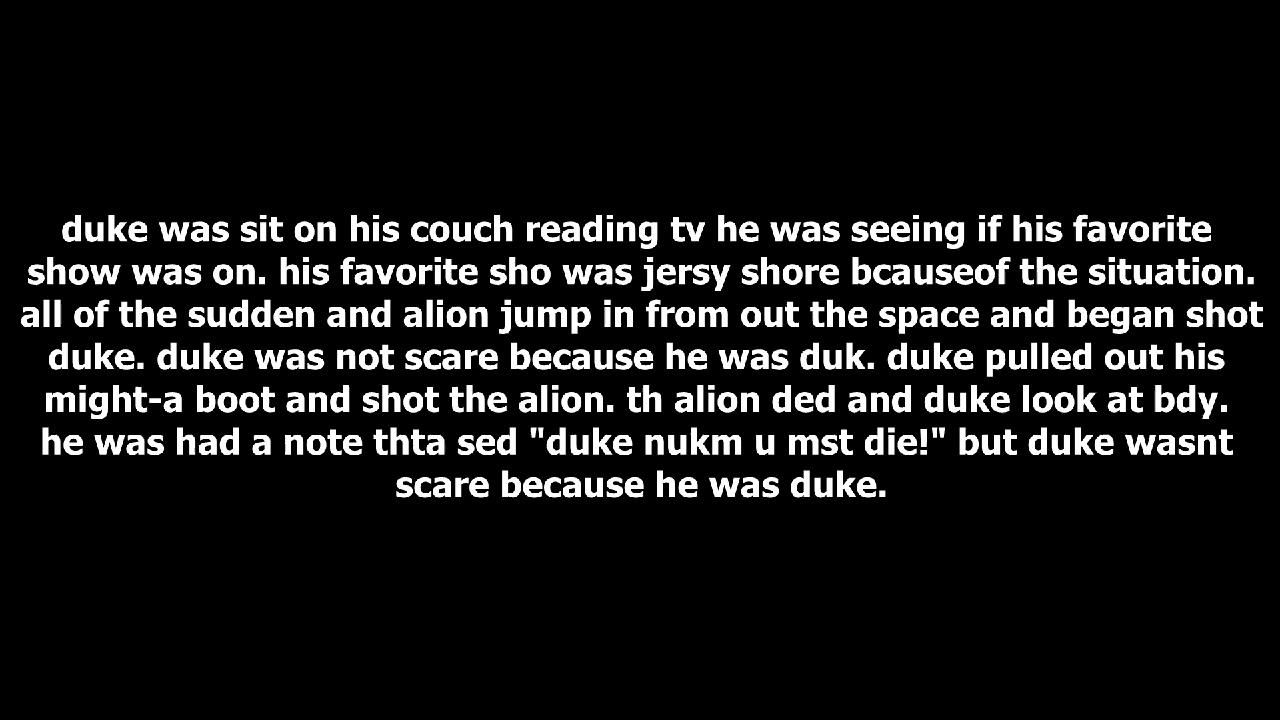 duke was sit on his couch reading tv he was seeing if his favorite
show was on. his favorite sho was jersy shore bcauseof the situation.
all of the sudden and alion jump in from out the space and began shot
duke. duke was not scare because he was duk. duke pulled out his
might-a boot and shot the alion. th alion ded and duke look at bdy.
he was had a note thta sed "duke nukm u mst die!" but duke wasnt
scare because he was duke.